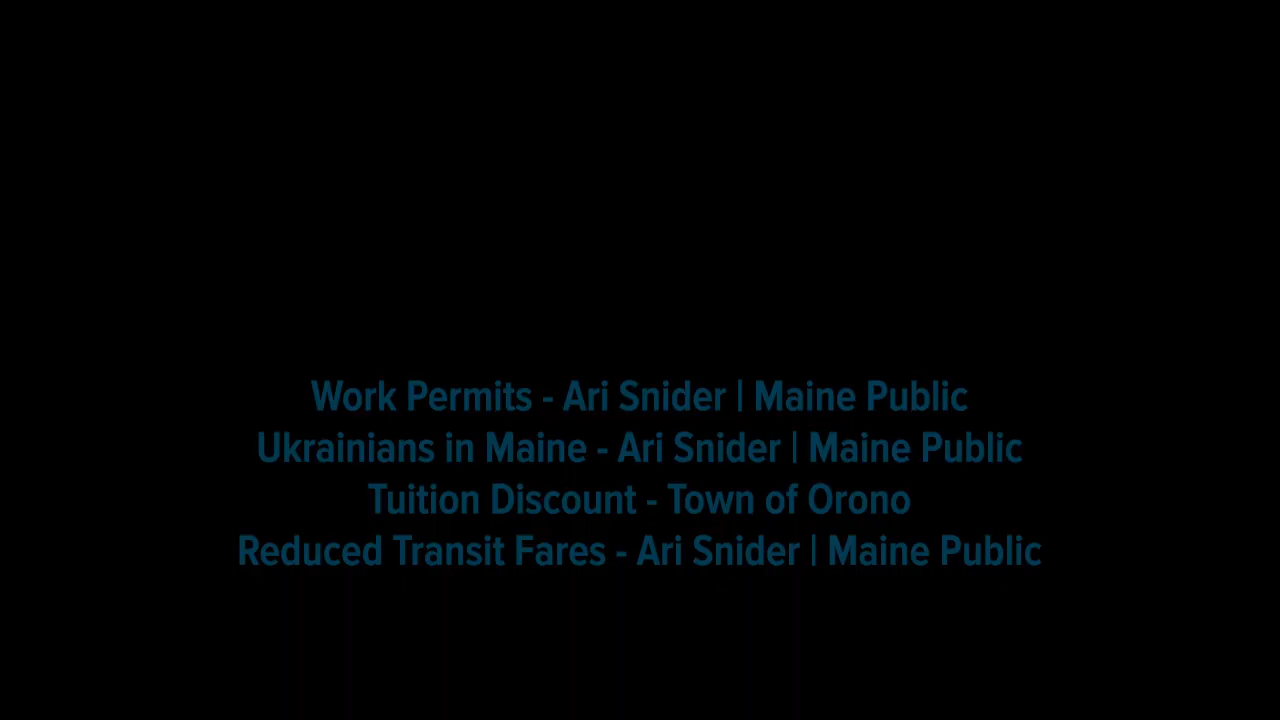 Work Permits - Ari Snider | Maine Public
Ukrainians in Maine - Ari Snider | Maine Public
Tuition Discount - Town of Orono
Reduced Transit Fares - Ari Snider | Maine Public